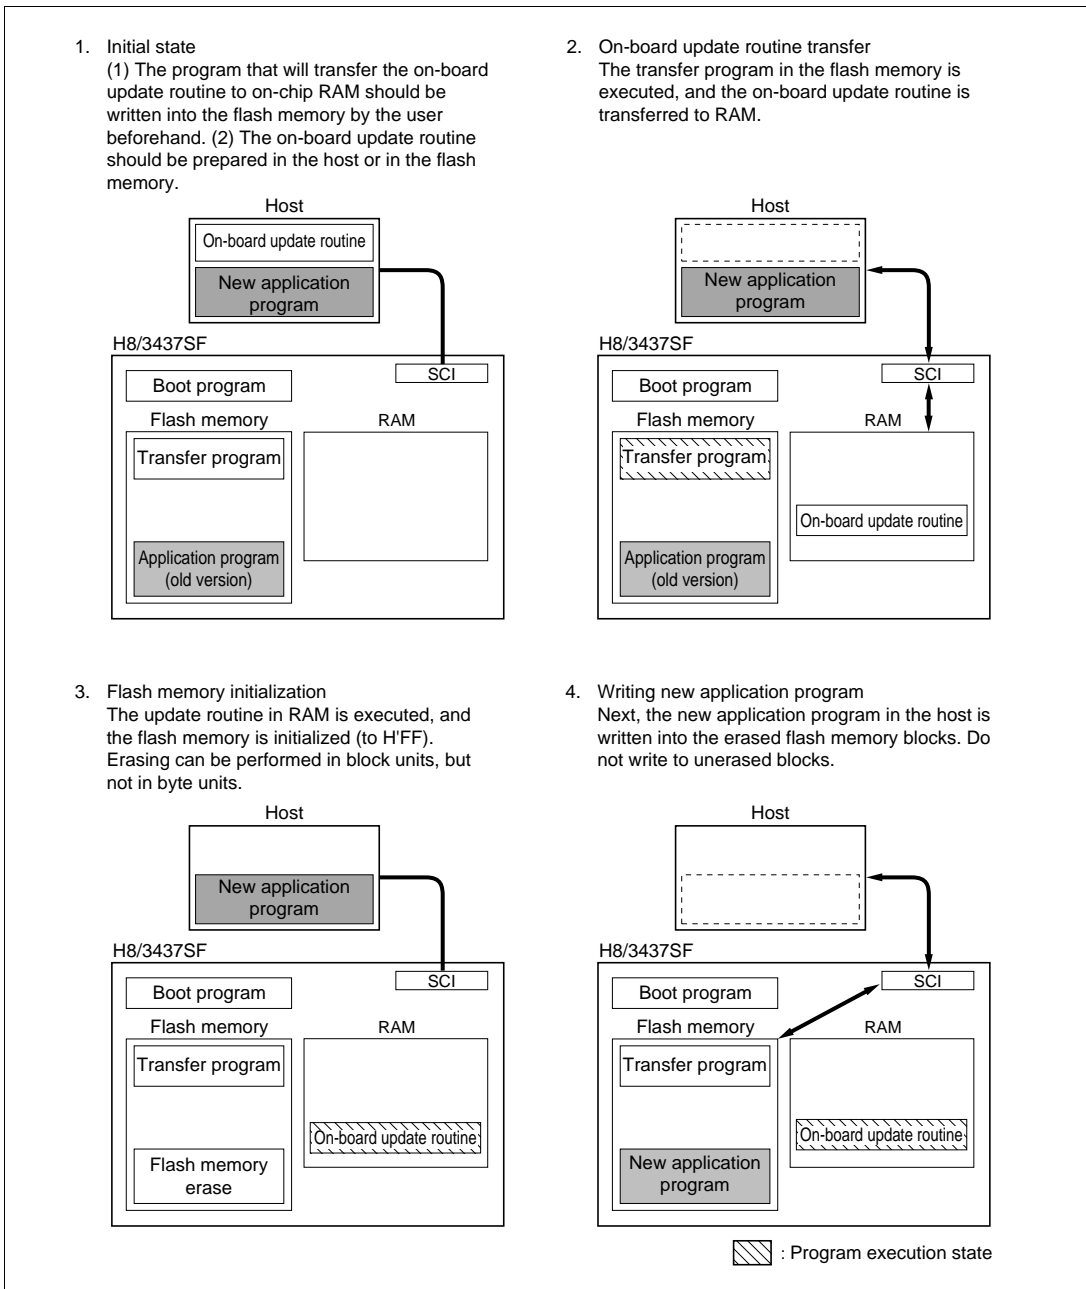 1. Initial state
(1) The program that will transfer the on-board
update routine to on-chip RAM should be
written into the flash memory by the user
beforehand. (2) The on-board update routine
should be prepared in the host or in the flash
memory.
Host
On-board update routine
New application
program
H8/3437SF
SCI
Boot program
Flash memory
RAM
Transfer program
Application program
(old version)
2. On-board update routine transfer
The transfer program in the flash memory is
executed, and the on-board update routine is
transferred to RAM.
Host
New application
program
H8/3437SF
SCI
Boot program
Flash memory
RAM
Transfer program
On-board update routine
Application program
(old version)
3. Flash memory initialization
The update routine in RAM is executed, and
the flash memory is initialized (to H'FF).
Erasing can be performed in block units, but
not in byte units.
Host
New application
program
H8/3437SF
SCI
Boot program
Flash memory
RAM
Transfer program
On-board update routine
Flash memory
erase
4. Writing new application program
Next, the new application program in the host is
written into the erased flash memory blocks. Do
not write to unerased blocks.
Host
H8/3437SF
SCI
Boot program
Flash memory
RAM
Transfer program
On-board update routine
New application
program
: Program execution state